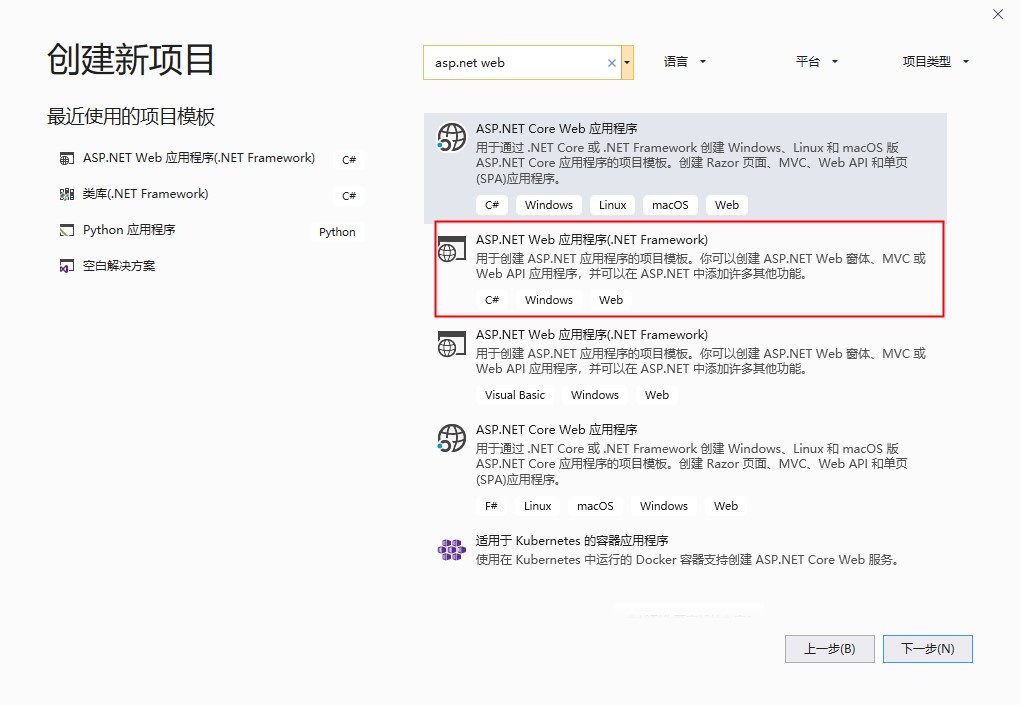 创建新项目
最近使用的项目模板
ASP.NET Web 应用程序(.NET Framework)
C#
类库(.NET Framework)
C#
Python 应用程序
Python
空白解决方案
asp.net web
语言
平台
项目类型
ASP.NET Core Web 应用程序
用于通过 .NET Core 或 .NET Framework 创建 Windows、Linux 和 macOS 版
ASP.NET Core 应用程序的项目模板。创建 Razor 页面、MVC、Web API 和单页
(SPA)应用程序。
C# Windows Linux macOS Web
ASP.NET Web 应用程序(.NET Framework)
用于创建 ASP.NET 应用程序的项目模板。你可以创建 ASP.NET Web 窗体、MVC 或
Web API 应用程序，并可以在 ASP.NET 中添加许多其他功能。
C# Windows Web
ASP.NET Web 应用程序(.NET Framework)
用于创建 ASP.NET 应用程序的项目模板。你可以创建 ASP.NET Web 窗体、MVC 或
Web API 应用程序，并可以在 ASP.NET 中添加许多其他功能。
Visual Basic Windows Web
ASP.NET Core Web 应用程序
用于通过 .NET Core 或 .NET Framework 创建 Windows、Linux 和 macOS 版
ASP.NET Core 应用程序的项目模板。创建 Razor 页面、MVC、Web API 和单页
(SPA)应用程序。
F# Linux macOS Windows Web
适用于 Kubernetes 的容器应用程序
使用在 Kubernetes 中运行的 Docker 容器支持创建 ASP.NET Core Web 服务。
上一步(B)
下一步(N)